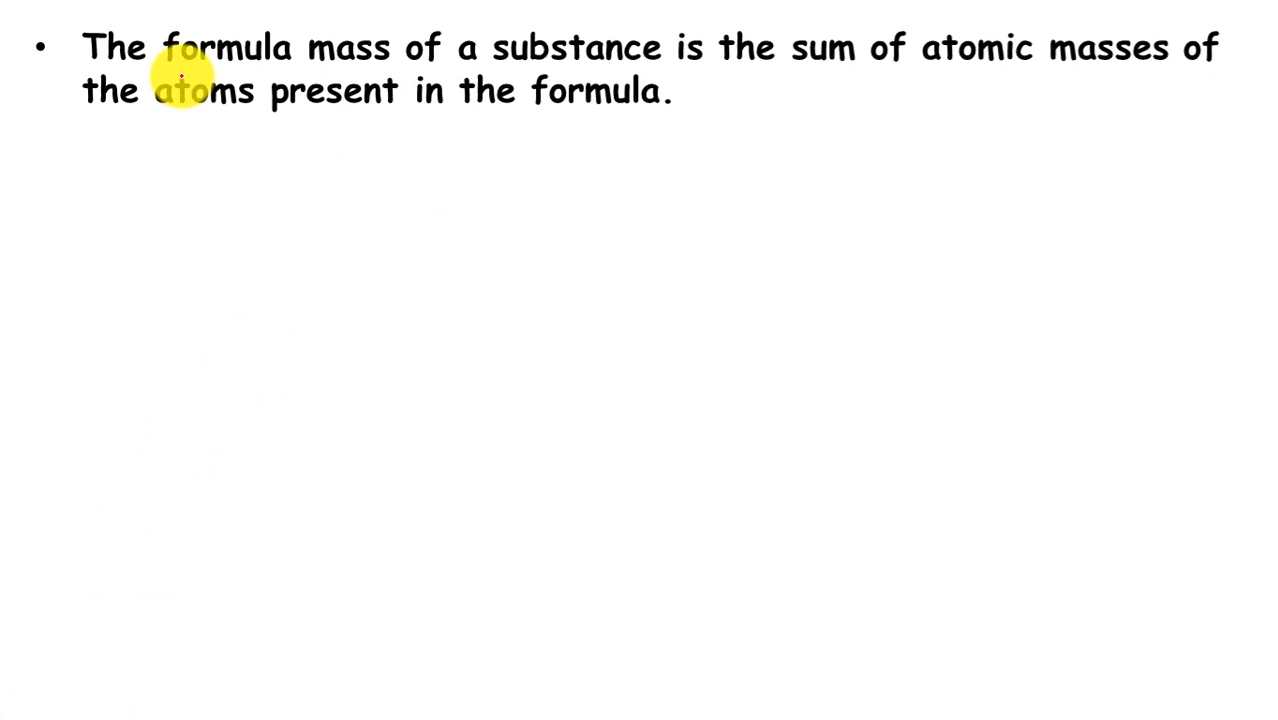 • The formula mass of a substance is the sum of atomic masses of
the atoms present in the formula.